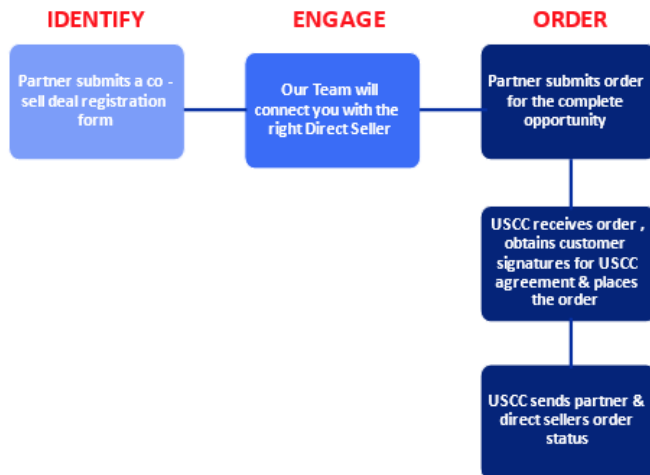 IDENTIFY
ENGAGE
ORDER
Partner submits a co -
sell deal registration
form
Our Team will
connect you with the
right Direct Seller
Partner submits order
for the complete
opportunity
USCC receives order ,
obtains customer
signatures for USCC
agreement & places
the order
USCC sends partner &
direct sellers order
status